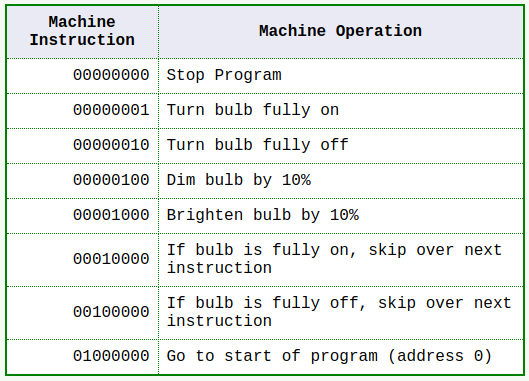 Machine Instruction Machine Operation
00000000 Stop Program
00000001 Turn bulb fully on
00000010 Turn bulb fully off
00000100 Dim bulb by 10%
00001000 Brighten bulb by 10%
00010000 If bulb is fully on, skip over next
instruction
00100000 If bulb is fully off, skip over next
instruction
01000000 Go to start of program (address 0)